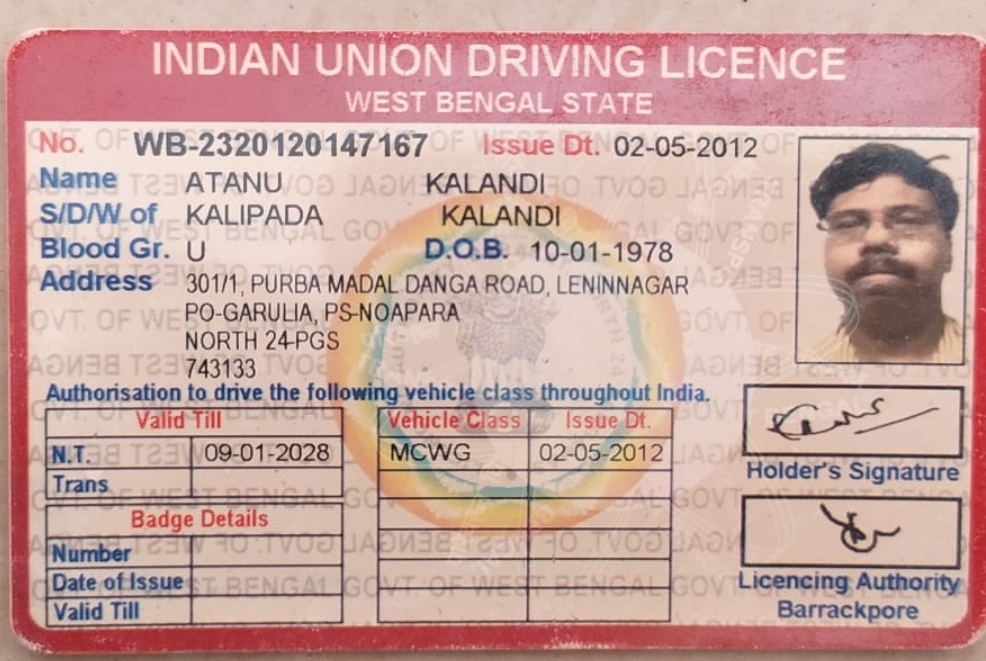 INDIAN UNION DRIVING LICENCE
WEST BENGAL STATE
No. WB-2320120147167 Issue Dt. 02-05-2012
Name ATANU KALANDI
S/D/W of KALIPADA KALANDI
Blood Gr. U D.O.B. 10-01-1978
Address 301/1, PURBA MADAL DANGA ROAD, LENINNAGAR
PO-GARULIA, PS-NOAPARA
NORTH 24-PGS
743133
Authorisation to drive the following vehicle class throughout India.
Valid Till Vehicle Class Issue Dt.
N.T. 09-01-2028 MCWG 02-05-2012
Trans
Badge Details
Number
Date of Issue
Valid Till
Holder's Signature
Licencing Authority
Barrackpore